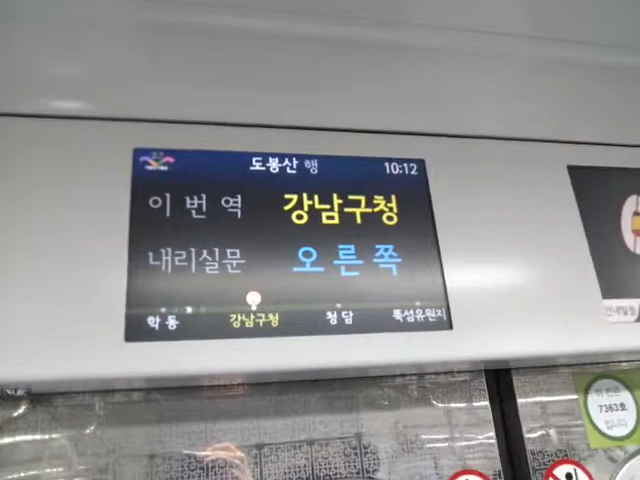 도봉산 행
10:12
이 번 역 강남구청
내리실문 오른쪽
학동 강남구청 청담 뚝섬유원지
7363호